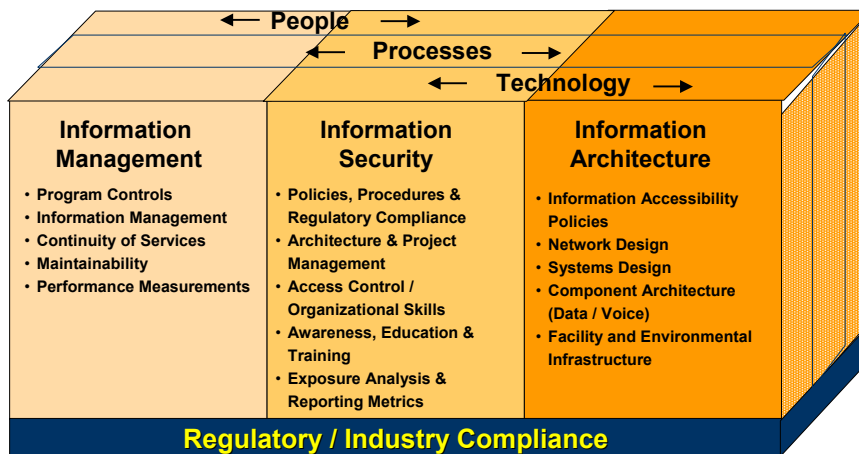 People
Processes
Technology
Information
Management
• Program Controls
• Information Management
• Continuity of Services
• Maintainability
• Performance Measurements
Information
Security
• Policies, Procedures &
Regulatory Compliance
• Architecture & Project
Management
• Access Control /
Organizational Skills
• Awareness, Education &
Training
• Exposure Analysis &
Reporting Metrics
Information
Architecture
• Information Accessibility
Policies
• Network Design
• Systems Design
• Component Architecture
(Data / Voice)
• Facility and Environmental
Infrastructure
Regulatory / Industry Compliance